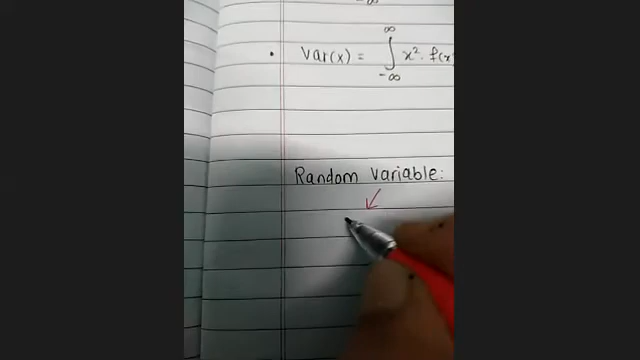 -∞
• Var(x) = ∫_{-∞}^{∞} x². f(x)
Random Variable: